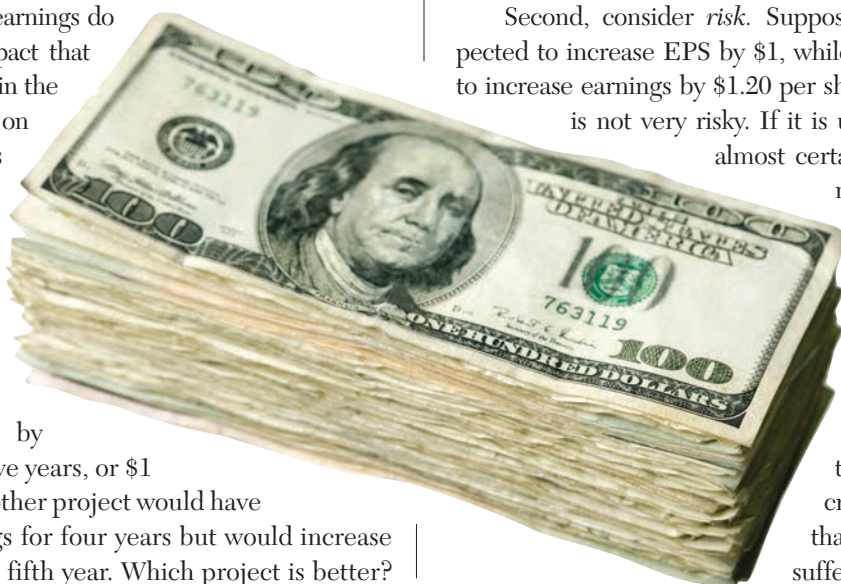 earnings do
pact that
in the
on
s
by
ve years, or $1
other project would have
gs for four years but would increase
fifth year. Which project is better?
763119
100
UNITED STATES
OF AMERICA
100
763119
ONE HUNDRED DOLLARS
100
Second, consider risk. Suppos
pected to increase EPS by $1, while
to increase earnings by $1.20 per sh
is not very risky. If it is u
almost certa
t
cr
tha
suffe